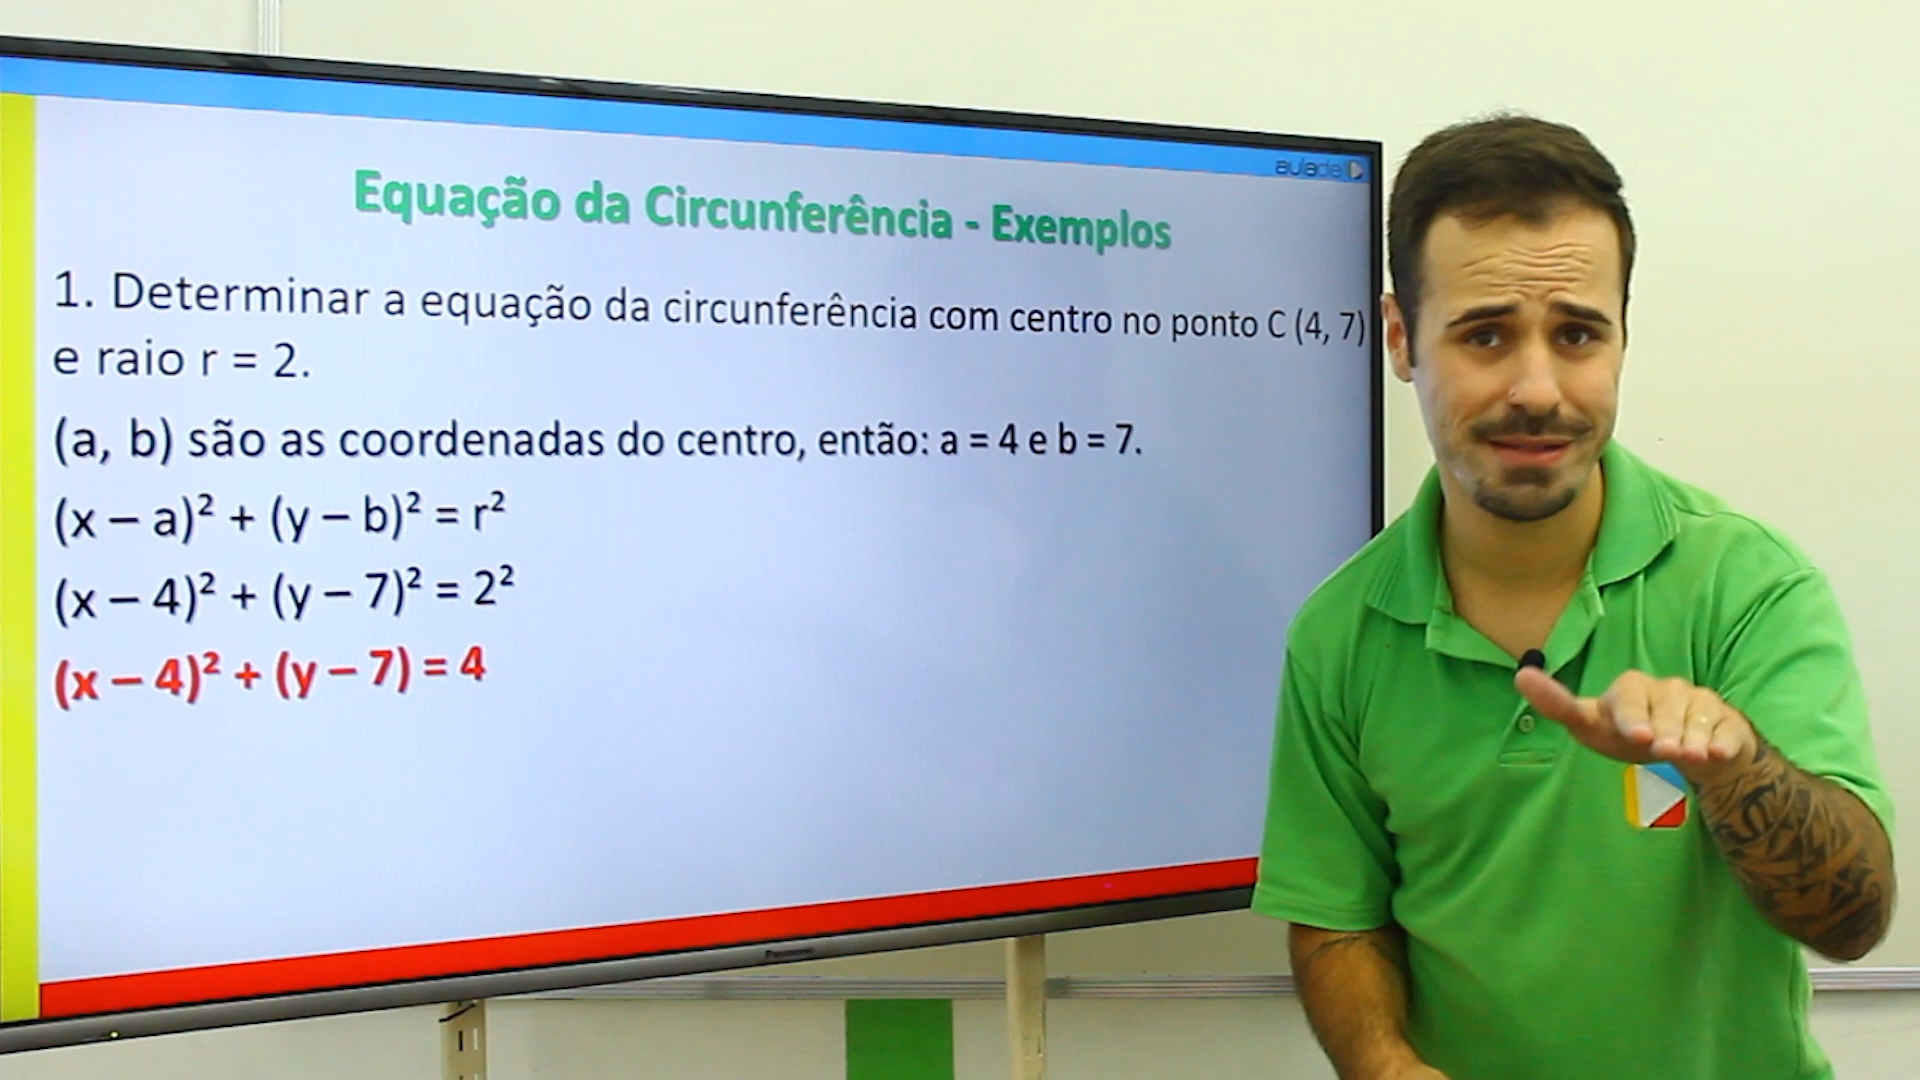 aulade
Equação da Circunferência - Exemplos
1. Determinar a equação da circunferência com centro no ponto C (4, 7)
e raio r = 2.
(a, b) são as coordenadas do centro, então: a = 4 e b = 7.
(x – a)² + (y – b)² = r²
(x – 4)² + (y – 7)² = 2²
(x – 4)² + (y – 7) = 4
Panasonic